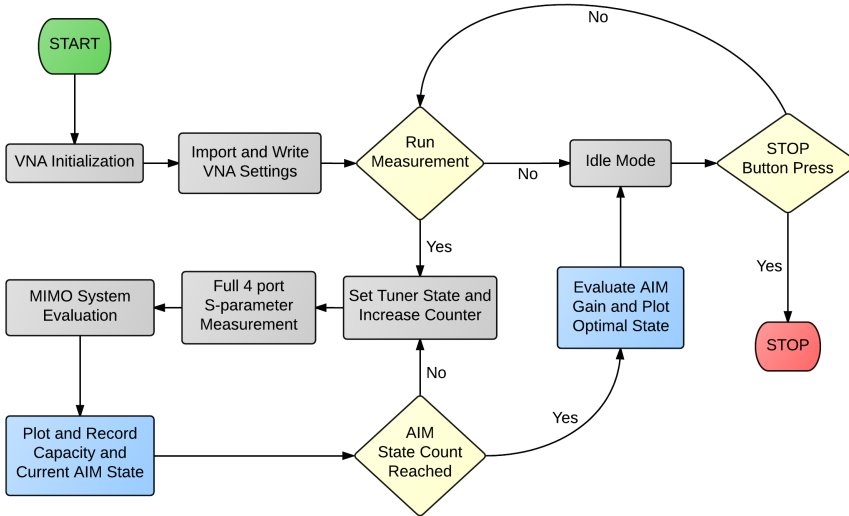 No
START
Run
Measurement
STOP
Button Press
VNA Initialization
Import and Write
VNA Settings
Idle Mode
No
Yes
Yes
MIMO System
Evaluation
Full 4 port
S-parameter
Measurement
Set Tuner State and
Increase Counter
Evaluate AIM
Gain and Plot
Optimal State
STOP
No
Plot and Record
Capacity and
Current AIM State
AIM
State Count
Reached
Yes